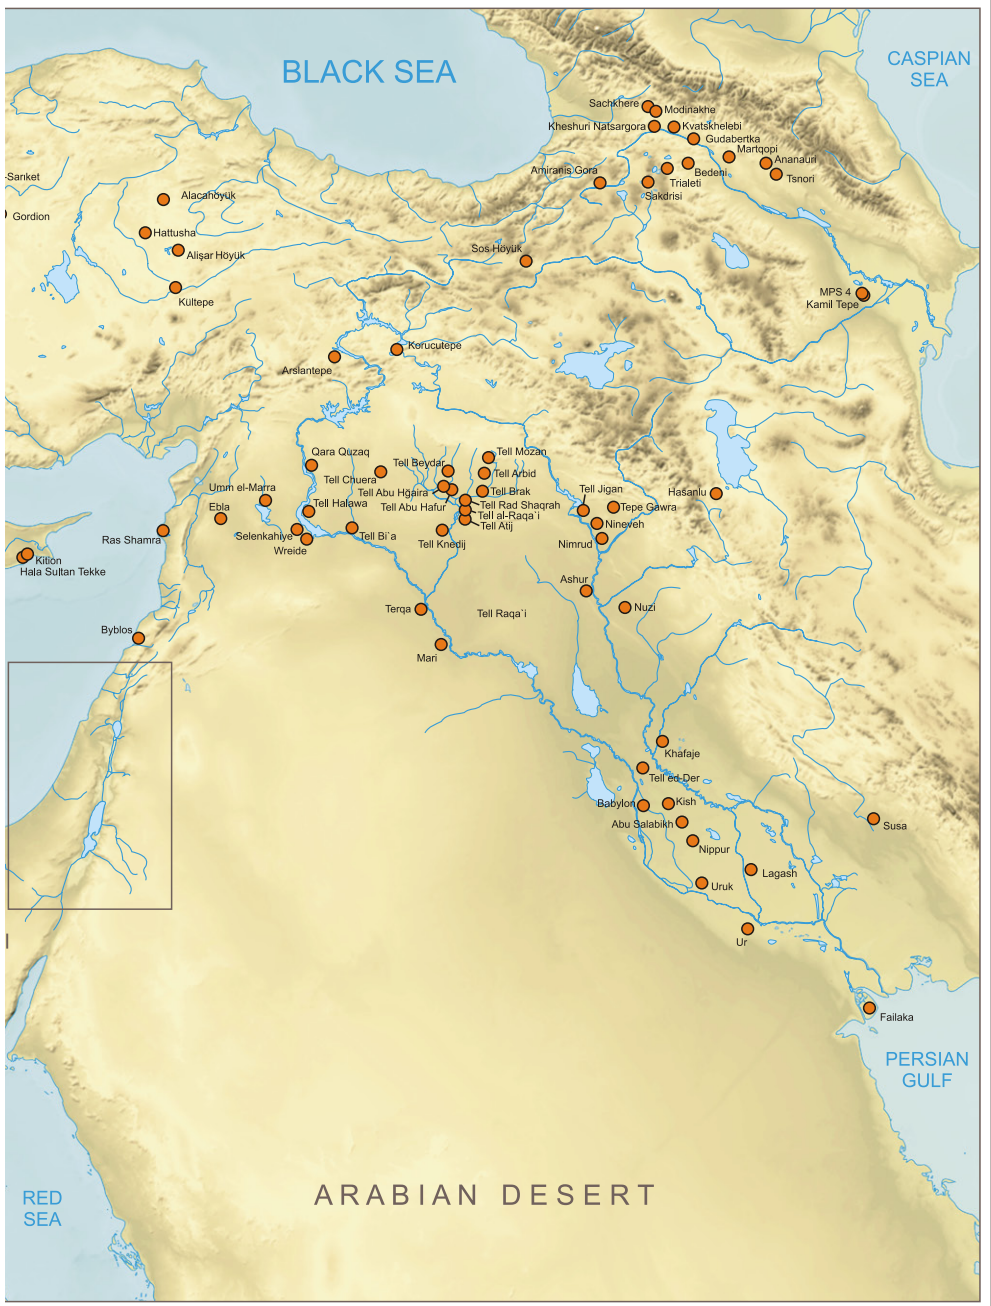 BLACK SEA
CASPIAN
SEA
Sachkhere
Modinakhe
Kheshuri Natsargora
Kvatskhelebi
Gudabertka
Martqopi
Ananauri
Amiranis Gora
Bedeni
Tsnori
Trialeti
Sakdrisi
-Sarıket
Alacahöyük
Gordion
Hattusha
Alişar Höyük
Sos Höyük
Kültepe
MPS 4
Kamil Tepe
Korucutepe
Arslantepe
Qara Quzaq
Tell Mozan
Tell Beydar
Tell Chuera
Tell Arbid
Umm el-Marra
Tell Abu Hğaira
Tell Brak
Tell Jigan
Hasanlu
Ebla
Tell Halawa
Tell Abu Hafur
Tell Rad Shaqrah
Tepe Gawra
Tell al-Raqa`i
Nineveh
Tell Atij
Ras Shamra
Selenkahiye
Tell Bi`a
Tell Knedij
Nimrud
Wreide
Kition
Hala Sultan Tekke
Ashur
Terqa
Tell Raqa`i
Nuzi
Byblos
Mari
Khafaje
Tell ed-Der
Babylon
Kish
Abu Salabikh
Susa
Nippur
Lagash
Uruk
Ur
Failaka
PERSIAN
GULF
RED
SEA
ARABIAN DESERT